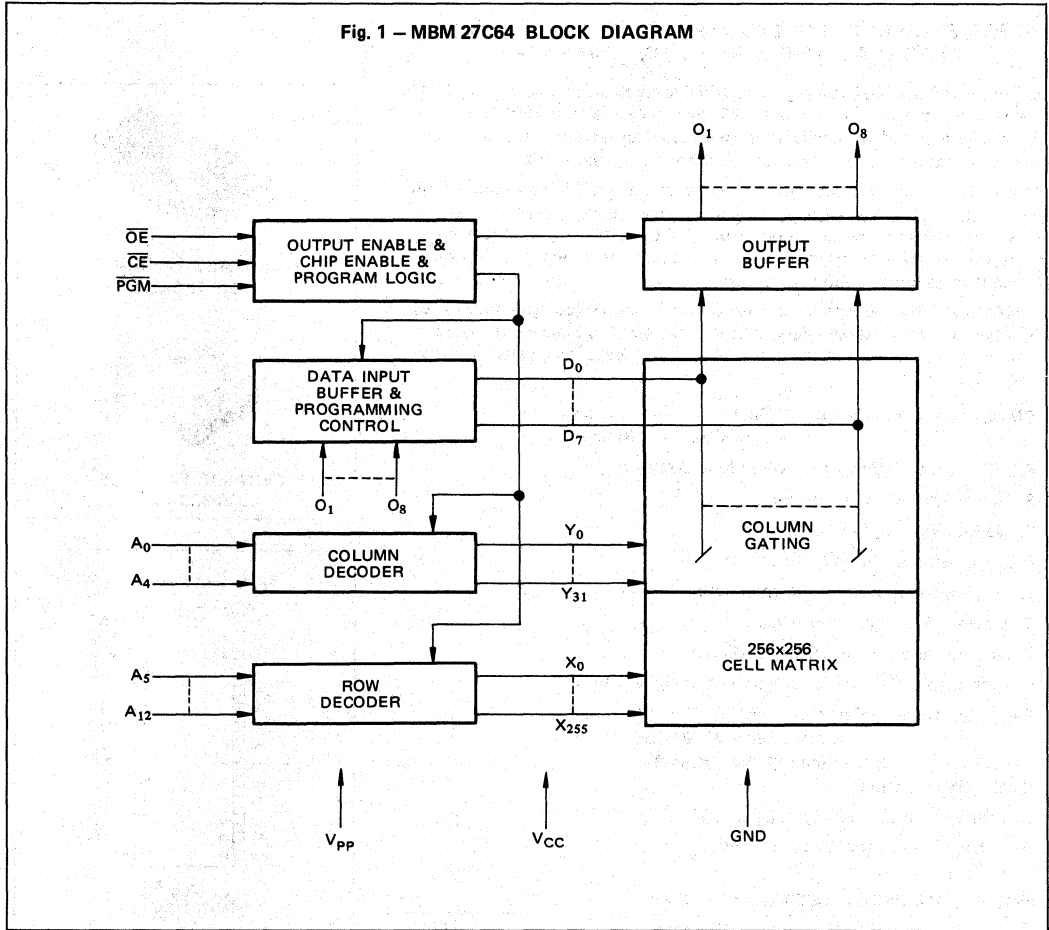 Fig. 1 – MBM 27C64 BLOCK DIAGRAM
O1 O8
OE
CE
PGM
OUTPUT ENABLE &
CHIP ENABLE &
PROGRAM LOGIC
OUTPUT
BUFFER
DATA INPUT
BUFFER &
PROGRAMMING
CONTROL
D0
D7
O1 O8
A0
A4
COLUMN
DECODER
Y0
Y31
COLUMN
GATING
A5
A12
ROW
DECODER
X0
X255
256x256
CELL MATRIX
VPP
VCC
GND